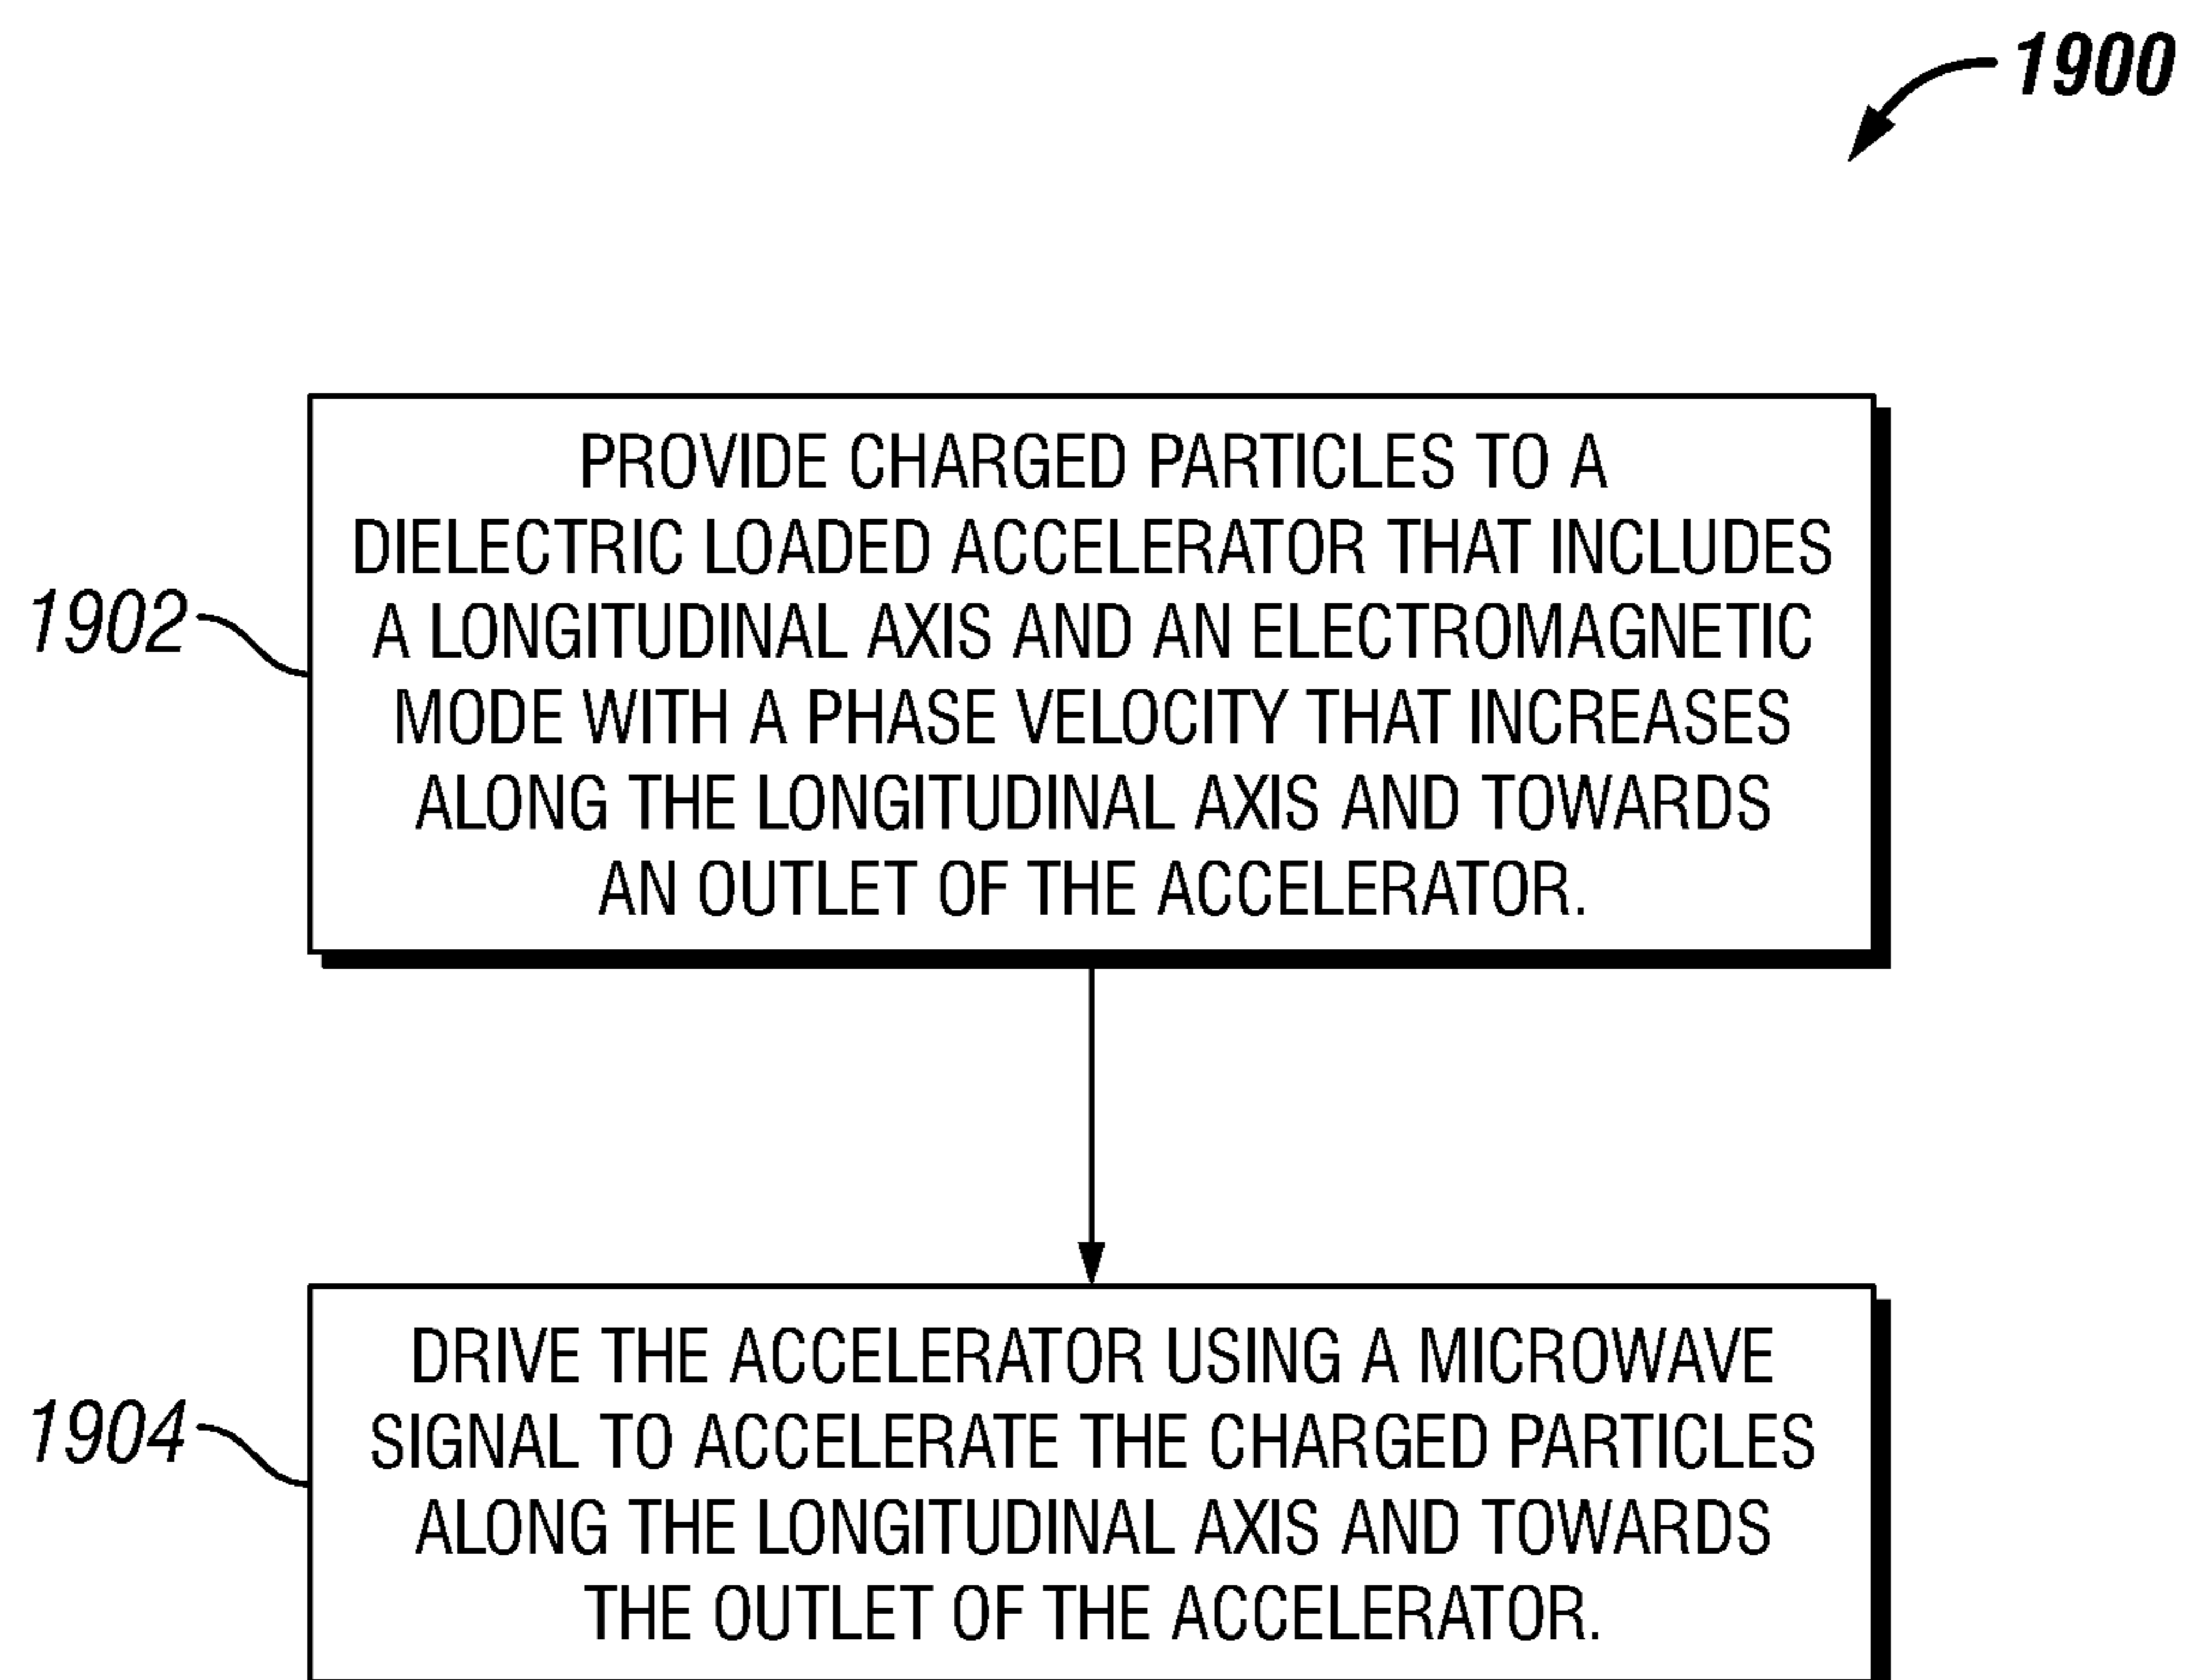 1900
PROVIDE CHARGED PARTICLES TO A
DIELECTRIC LOADED ACCELERATOR THAT INCLUDES
A LONGITUDINAL AXIS AND AN ELECTROMAGNETIC
MODE WITH A PHASE VELOCITY THAT INCREASES
ALONG THE LONGITUDINAL AXIS AND TOWARDS
AN OUTLET OF THE ACCELERATOR.
1902
DRIVE THE ACCELERATOR USING A MICROWAVE
SIGNAL TO ACCELERATE THE CHARGED PARTICLES
ALONG THE LONGITUDINAL AXIS AND TOWARDS
THE OUTLET OF THE ACCELERATOR.
1904